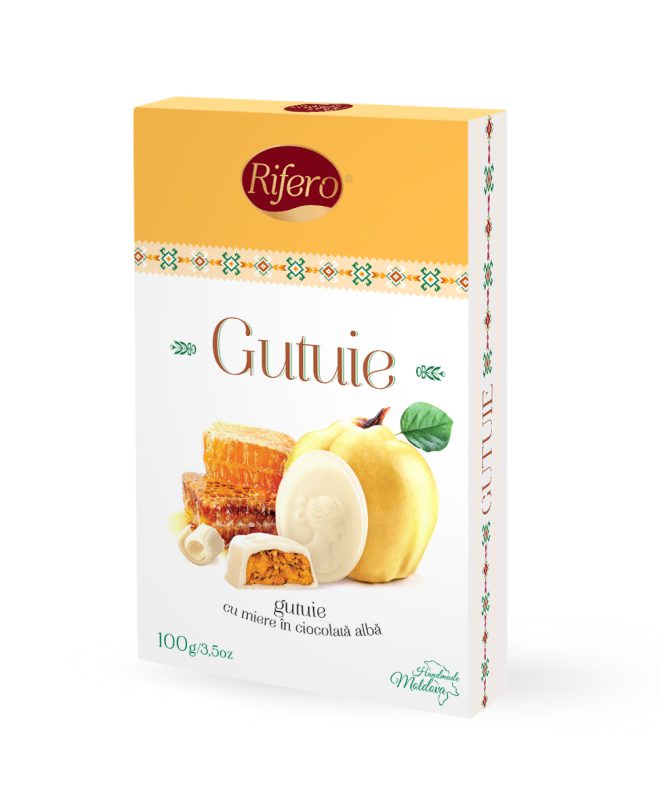 Rifero®
Gutuie
GUTUIE
gutuie
cu miere în ciocolată albă
100g/3,5oz
Handmade
Moldova